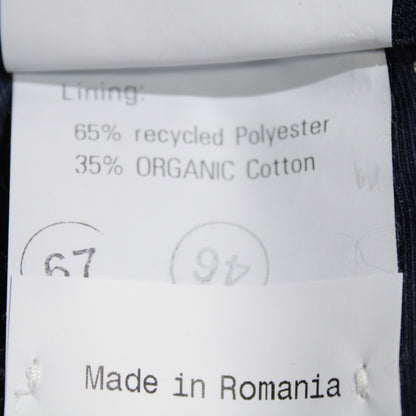 Lining:
65% recycled Polyester
35% ORGANIC Cotton
67
46
Made in Romania